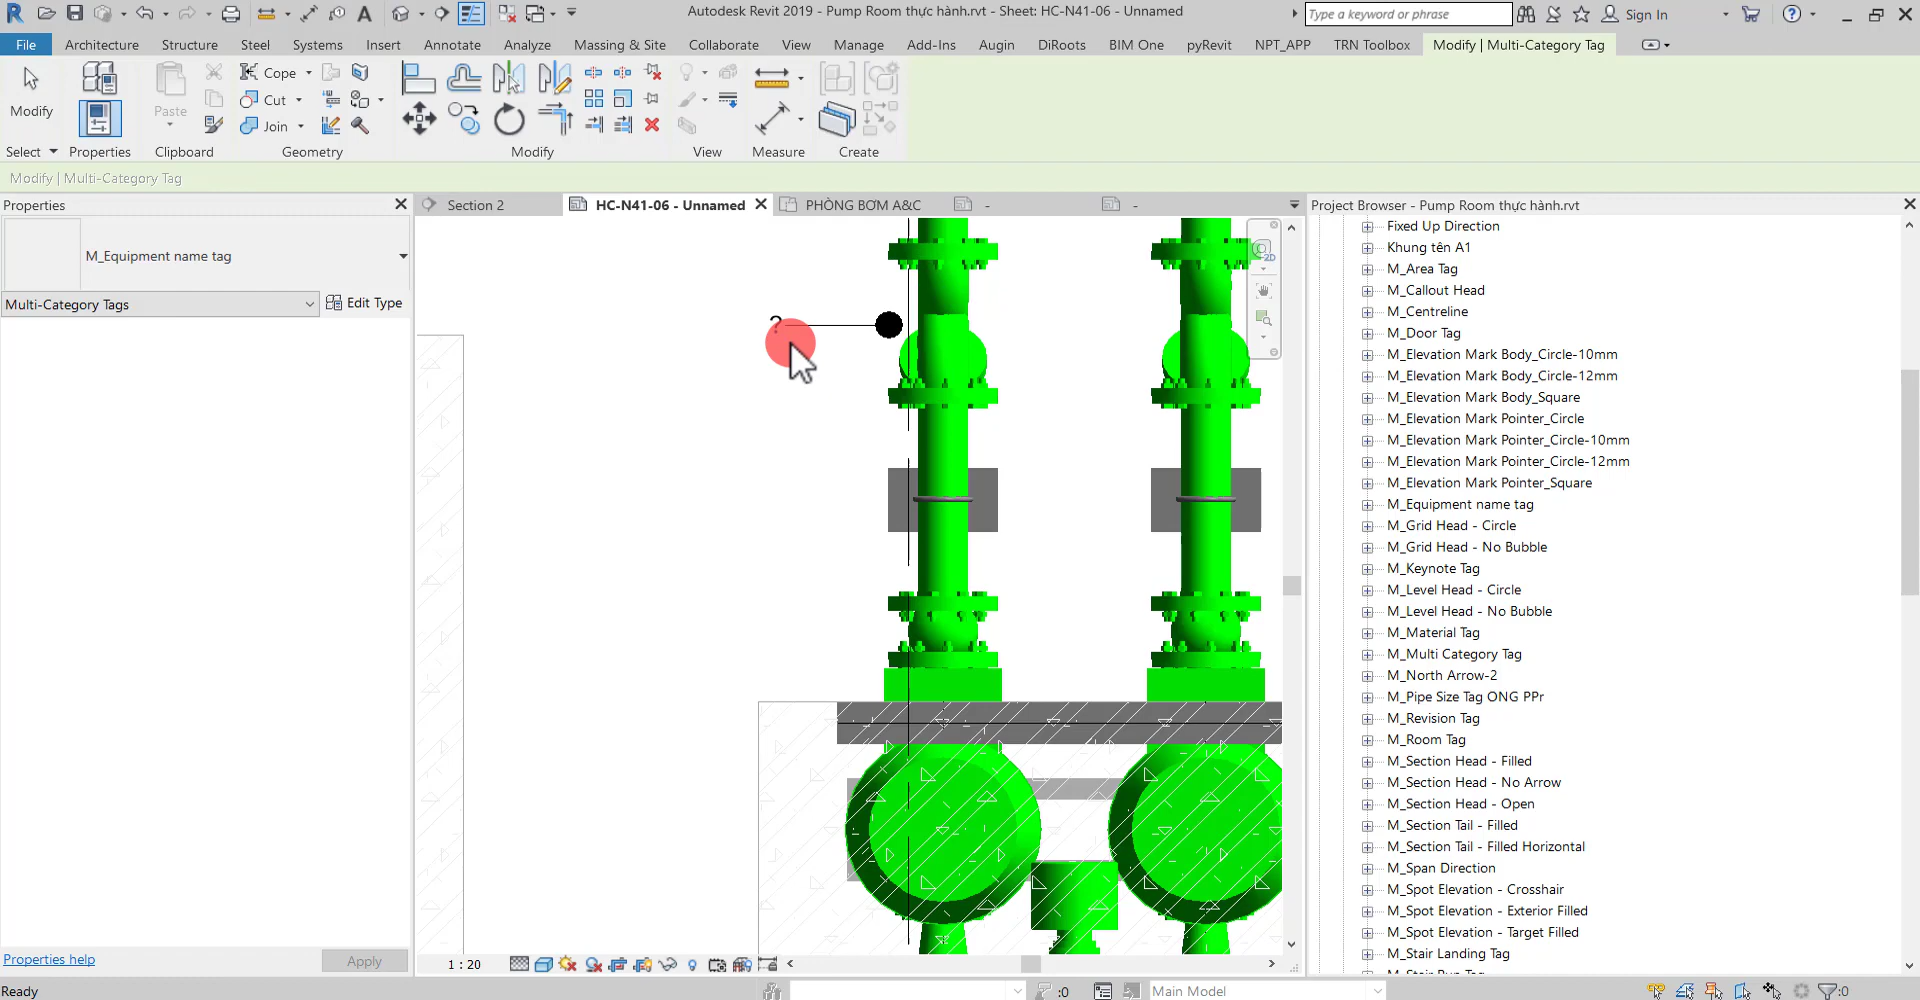 Autodesk Revit 2019 - Pump Room thực hành.rvt - Sheet: HC-N41-06 - Unnamed
Type a keyword or phrase
Sign In
File Architecture Structure Steel Systems Insert Annotate Analyze Massing & Site Collaborate View Manage Add-Ins Augin DiRoots BIM One pyRevit NPT_APP TRN Toolbox Modify | Multi-Category Tag
Modify
Paste
Cope
Cut
Join
Select Properties Clipboard Geometry Modify View Measure Create
Modify | Multi-Category Tag
Properties
M_Equipment name tag
Multi-Category Tags
Edit Type
Properties help
Apply
Section 2
HC-N41-06 - Unnamed
PHÒNG BƠM A&C
-
-
2D
?
1 : 20
Project Browser - Pump Room thực hành.rvt
Fixed Up Direction
Khung tên A1
M_Area Tag
M_Callout Head
M_Centreline
M_Door Tag
M_Elevation Mark Body_Circle-10mm
M_Elevation Mark Body_Circle-12mm
M_Elevation Mark Body_Square
M_Elevation Mark Pointer_Circle
M_Elevation Mark Pointer_Circle-10mm
M_Elevation Mark Pointer_Circle-12mm
M_Elevation Mark Pointer_Square
M_Equipment name tag
M_Grid Head - Circle
M_Grid Head - No Bubble
M_Keynote Tag
M_Level Head - Circle
M_Level Head - No Bubble
M_Material Tag
M_Multi Category Tag
M_North Arrow-2
M_Pipe Size Tag ONG PPr
M_Revision Tag
M_Room Tag
M_Section Head - Filled
M_Section Head - No Arrow
M_Section Head - Open
M_Section Tail - Filled
M_Section Tail - Filled Horizontal
M_Span Direction
M_Spot Elevation - Crosshair
M_Spot Elevation - Exterior Filled
M_Spot Elevation - Target Filled
M_Stair Landing Tag
M_Stair Run Tag
Ready
:0
Main Model
:0